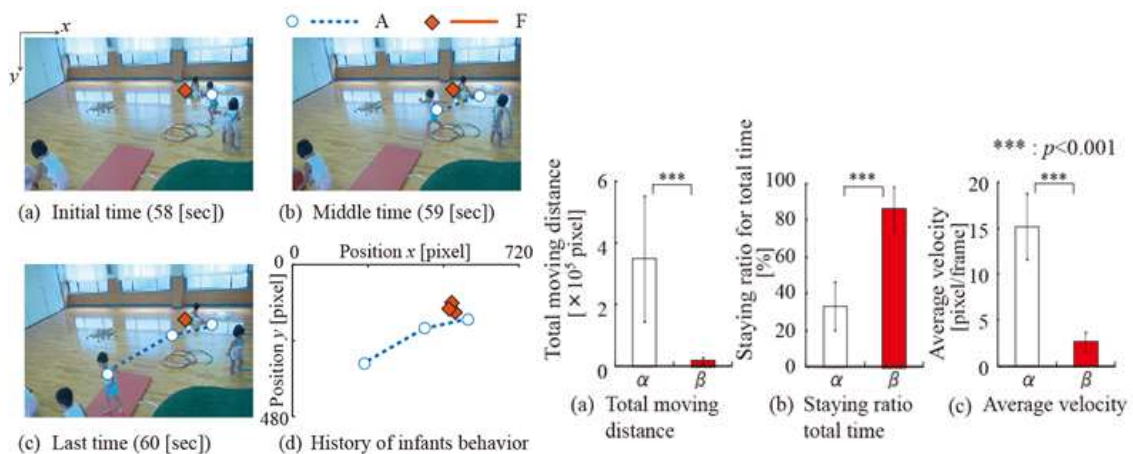 x
y
A
F
(a) Initial time (58 [sec])
(b) Middle time (59 [sec])
(c) Last time (60 [sec])
0
Position x [pixel]
720
Position y [pixel]
480
(d) History of infants behavior
Total moving distance
[×10⁵ pixel]
6
4
2
0
***
α
β
(a) Total moving
distance
Staying ratio for total time
[%]
100
80
60
40
20
0
***
α
β
(b) Staying ratio
total time
*** : p<0.001
Average velocity
[pixel/frame]
20
15
10
5
0
***
α
β
(c) Average velocity